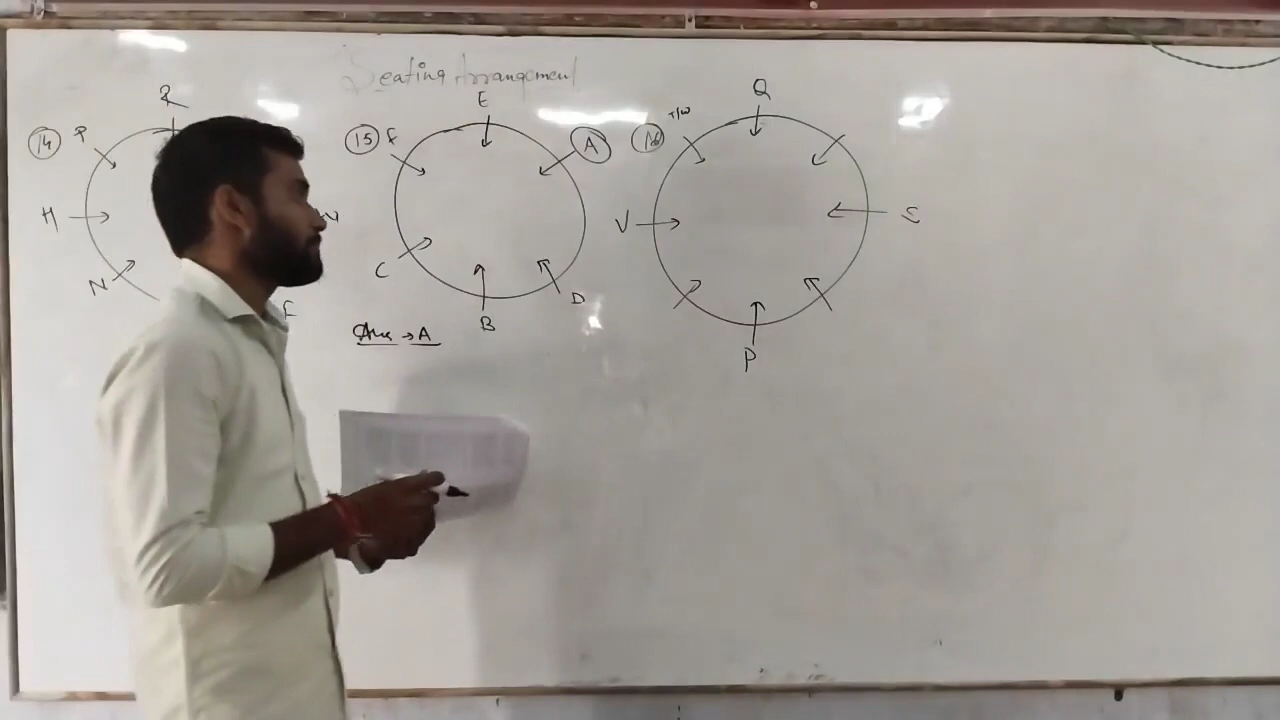 Seating Arrangement
14
R
P
H
N
F
15
E
A
C
B
D
Ans → A
16
T/W
Q
V
S
P